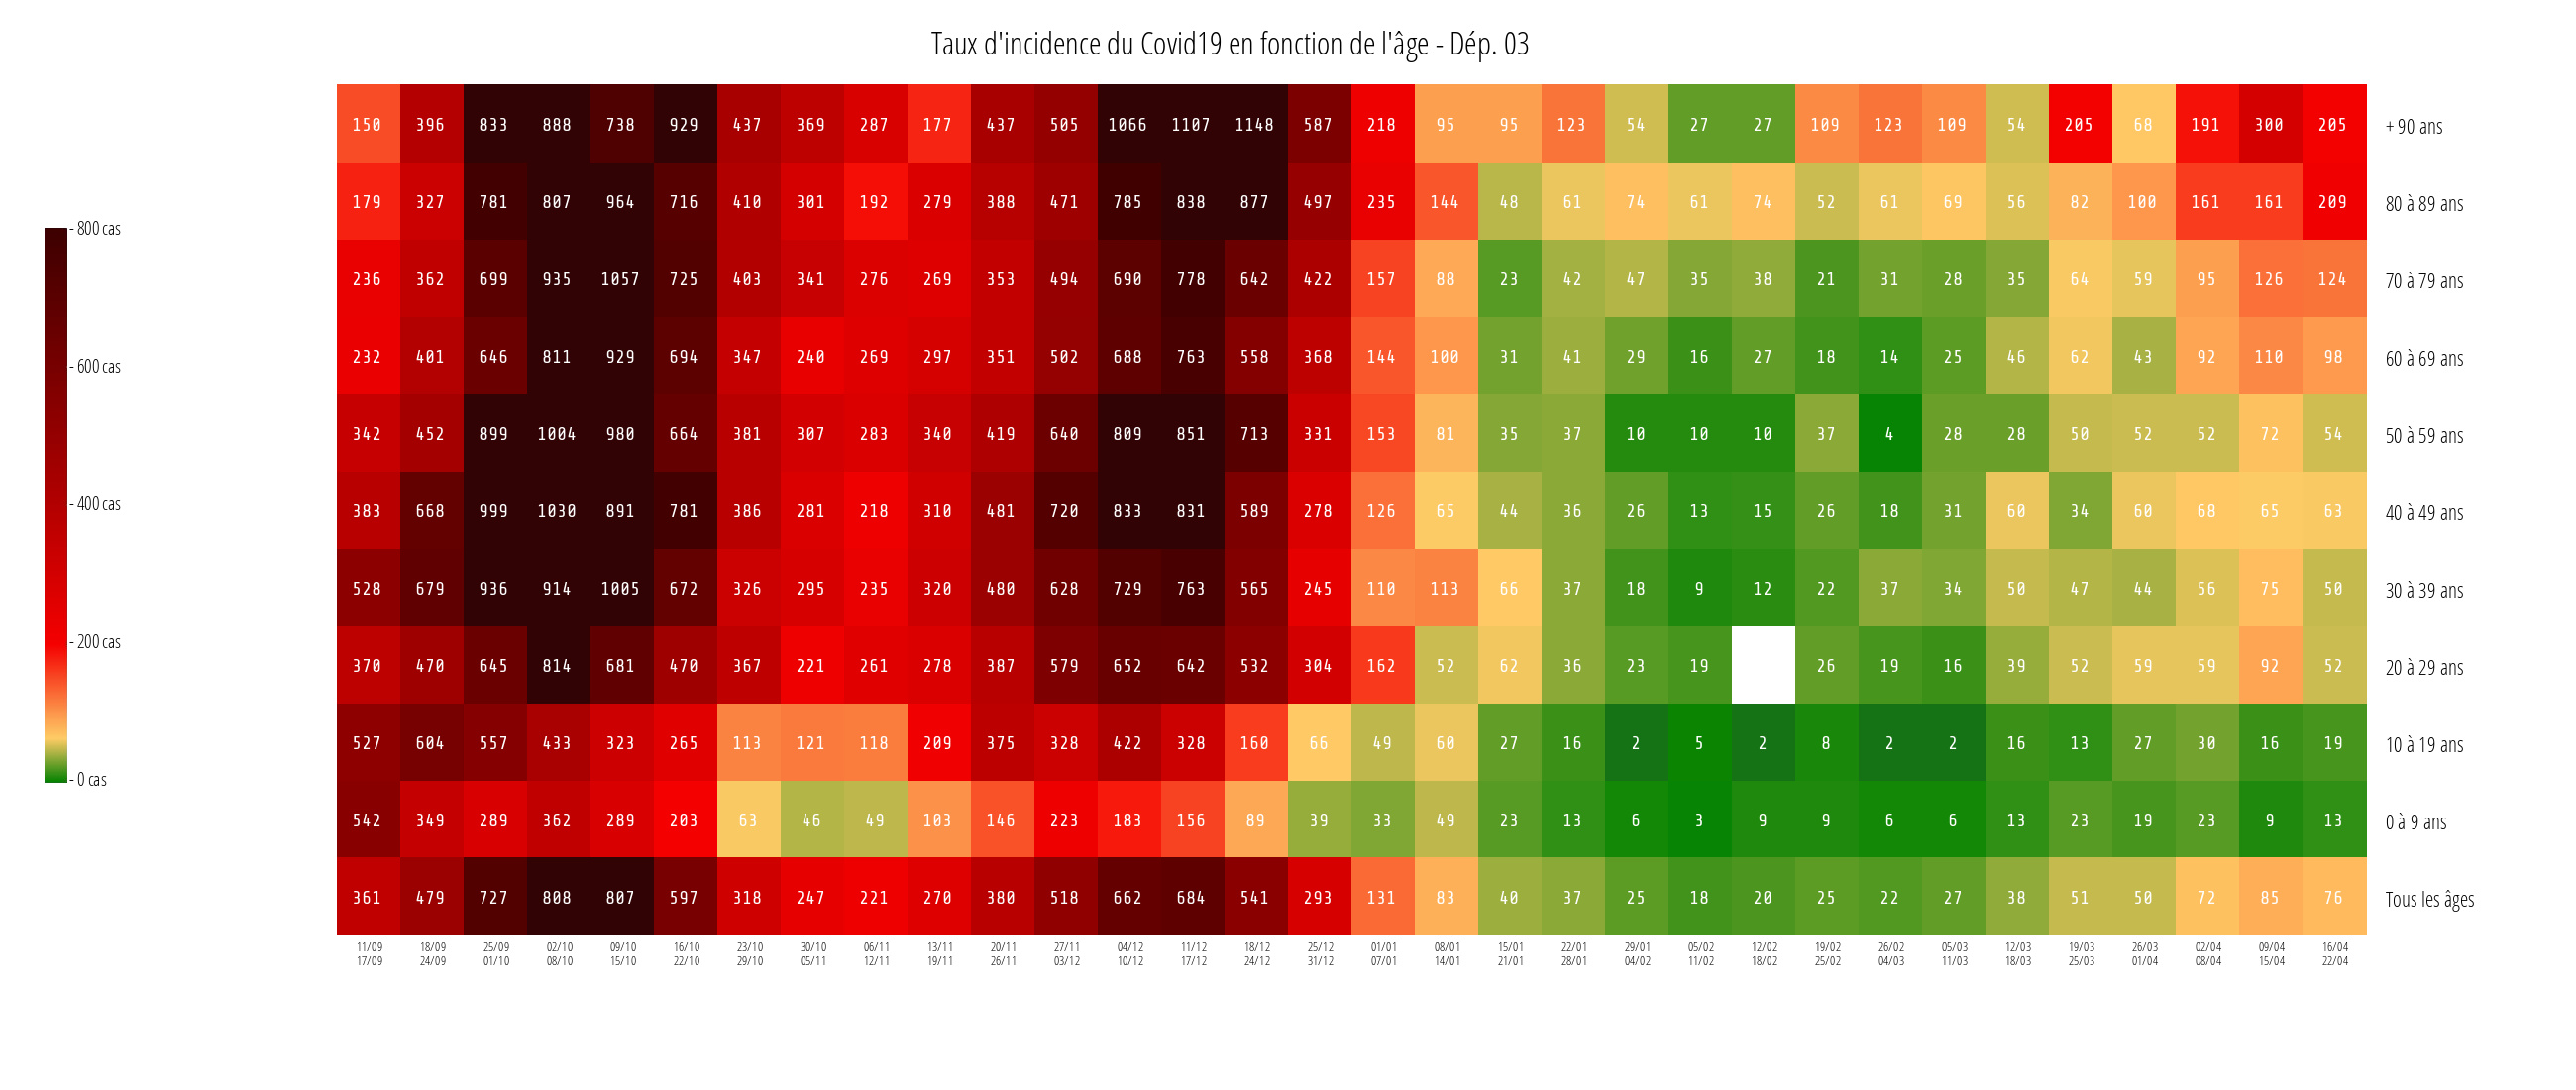 Taux d'incidence du Covid19 en fonction de l'âge - Dép. 03
- 800 cas
- 600 cas
- 400 cas
- 200 cas
- 0 cas
150 396 833 888 738 929 437 369 287 177 437 505 1066 1107 1148 587 218 95 95 123 54 27 27 109 123 109 54 205 68 191 300 205 + 90 ans
179 327 781 807 964 716 410 301 192 279 388 471 785 838 877 497 235 144 48 61 74 61 74 52 61 69 56 82 100 161 161 209 80 à 89 ans
236 362 699 935 1057 725 403 341 276 269 353 494 690 778 642 422 157 88 23 42 47 35 38 21 31 28 35 64 59 95 126 124 70 à 79 ans
232 401 646 811 929 694 347 240 269 297 351 502 688 763 558 368 144 100 31 41 29 16 27 18 14 25 46 62 43 92 110 98 60 à 69 ans
342 452 899 1004 980 664 381 307 283 340 419 640 809 851 713 331 153 81 35 37 10 10 10 37 4 28 28 50 52 52 72 54 50 à 59 ans
383 668 999 1030 891 781 386 281 218 310 481 720 833 831 589 278 126 65 44 36 26 13 15 26 18 31 60 34 60 68 65 63 40 à 49 ans
528 679 936 914 1005 672 326 295 235 320 480 628 729 763 565 245 110 113 66 37 18 9 12 22 37 34 50 47 44 56 75 50 30 à 39 ans
370 470 645 814 681 470 367 221 261 278 387 579 652 642 532 304 162 52 62 36 23 19 26 19 16 39 52 59 59 92 52 20 à 29 ans
527 604 557 433 323 265 113 121 118 209 375 328 422 328 160 66 49 60 27 16 2 5 2 8 2 2 16 13 27 30 16 19 10 à 19 ans
542 349 289 362 289 203 63 46 49 103 146 223 183 156 89 39 33 49 23 13 6 3 9 9 6 6 13 23 19 23 9 13 0 à 9 ans
361 479 727 808 807 597 318 247 221 270 380 518 662 684 541 293 131 83 40 37 25 18 20 25 22 27 38 51 50 72 85 76 Tous les âges
11/09 18/09 25/09 02/10 09/10 16/10 23/10 30/10 06/11 13/11 20/11 27/11 04/12 11/12 18/12 25/12 01/01 08/01 15/01 22/01 29/01 05/02 12/02 19/02 26/02 05/03 12/03 19/03 26/03 02/04 09/04 16/04
17/09 24/09 01/10 08/10 15/10 22/10 29/10 05/11 12/11 19/11 26/11 03/12 10/12 17/12 24/12 31/12 07/01 14/01 21/01 28/01 04/02 11/02 18/02 25/02 04/03 11/03 18/03 25/03 01/04 08/04 15/04 22/04